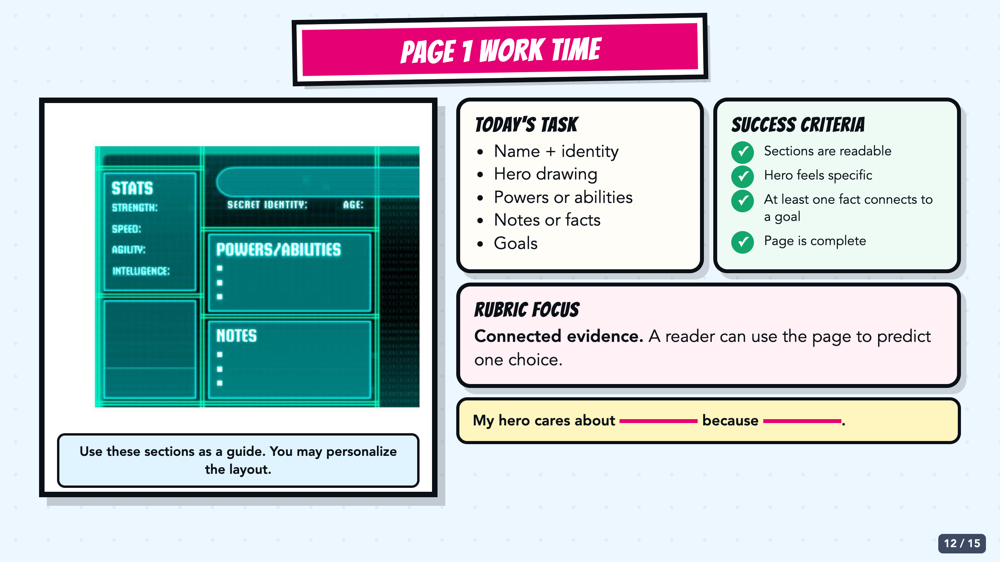 PAGE 1 WORK TIME
STATS
STRENGTH:
SPEED:
AGILITY:
INTELLIGENCE:
SECRET IDENTITY: AGE:
POWERS/ABILITIES
NOTES
Use these sections as a guide. You may personalize
the layout.
TODAY'S TASK
• Name + identity
• Hero drawing
• Powers or abilities
• Notes or facts
• Goals
SUCCESS CRITERIA
✓ Sections are readable
✓ Hero feels specific
✓ At least one fact connects to
a goal
✓ Page is complete
RUBRIC FOCUS
Connected evidence. A reader can use the page to predict
one choice.
My hero cares about ________ because ________.
12 / 15